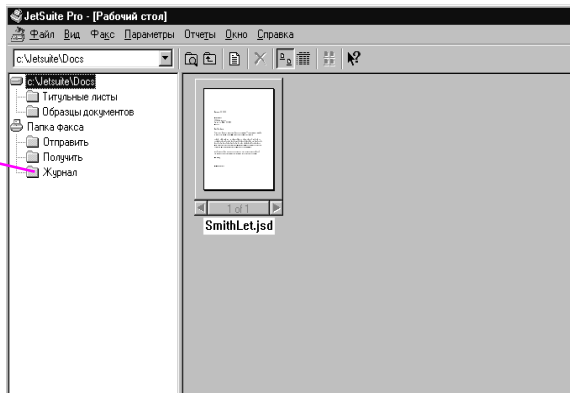 JetSuite Pro - [Рабочий стол]
Файл Вид Факс Параметры Отчеты Окно Справка
c:\Jetsuite\Docs
c:\Jetsuite\Docs
Титульные листы
Образцы документов
Папка факса
Отправить
Получить
Журнал
1 of 1
SmithLet.jsd